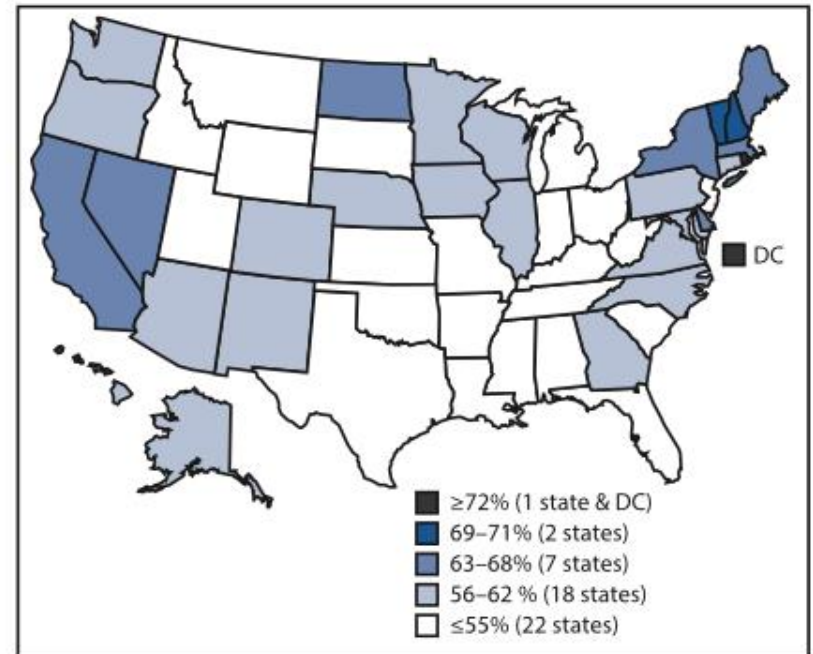 DC
≥72% (1 state & DC)
69–71% (2 states)
63–68% (7 states)
56–62 % (18 states)
≤55% (22 states)